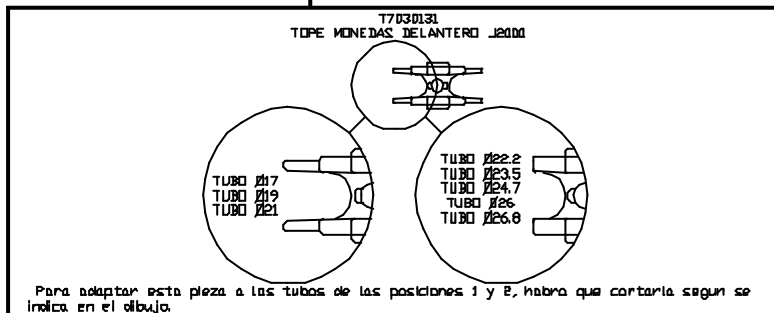 T7030131
TOPE MONEDAS DELANTERO J2000
TUBO Ø17
TUBO Ø19
TUBO Ø21
TUBO Ø22.2
TUBO Ø23.5
TUBO Ø24.7
TUBO Ø26
TUBO Ø26.8
Para adaptar esta pieza a los tubos de las posiciones 1 y 2, habra que cortarla segun se
indica en el dibujo.